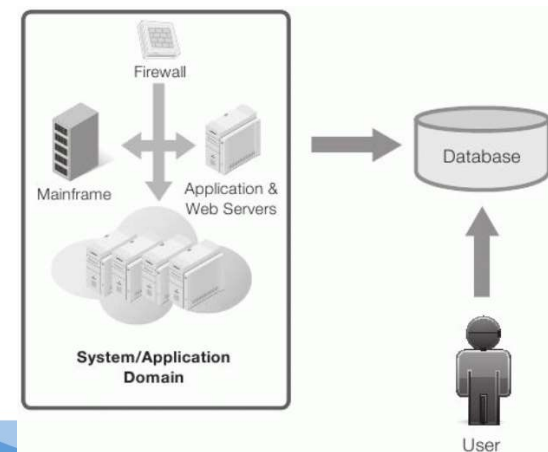 Firewall
Mainframe
Application &
Web Servers
System/Application
Domain
Database
User